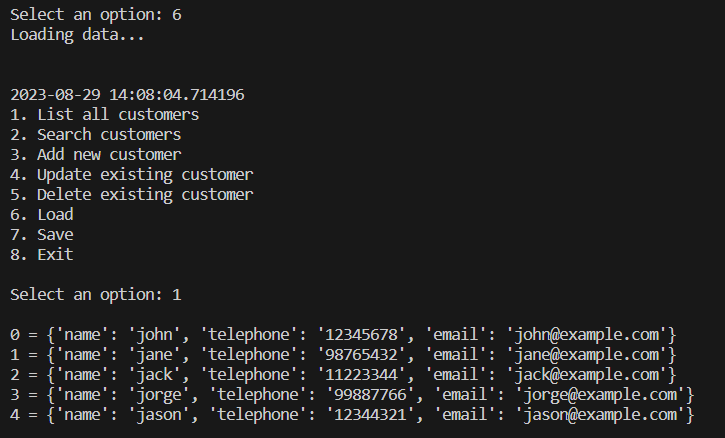 Select an option: 6
Loading data...
2023-08-29 14:08:04.714196
1. List all customers
2. Search customers
3. Add new customer
4. Update existing customer
5. Delete existing customer
6. Load
7. Save
8. Exit
Select an option: 1
0 = {'name': 'john', 'telephone': '12345678', 'email': 'john@example.com'}
1 = {'name': 'jane', 'telephone': '98765432', 'email': 'jane@example.com'}
2 = {'name': 'jack', 'telephone': '11223344', 'email': 'jack@example.com'}
3 = {'name': 'jorge', 'telephone': '99887766', 'email': 'jorge@example.com'}
4 = {'name': 'jason', 'telephone': '12344321', 'email': 'jason@example.com'}